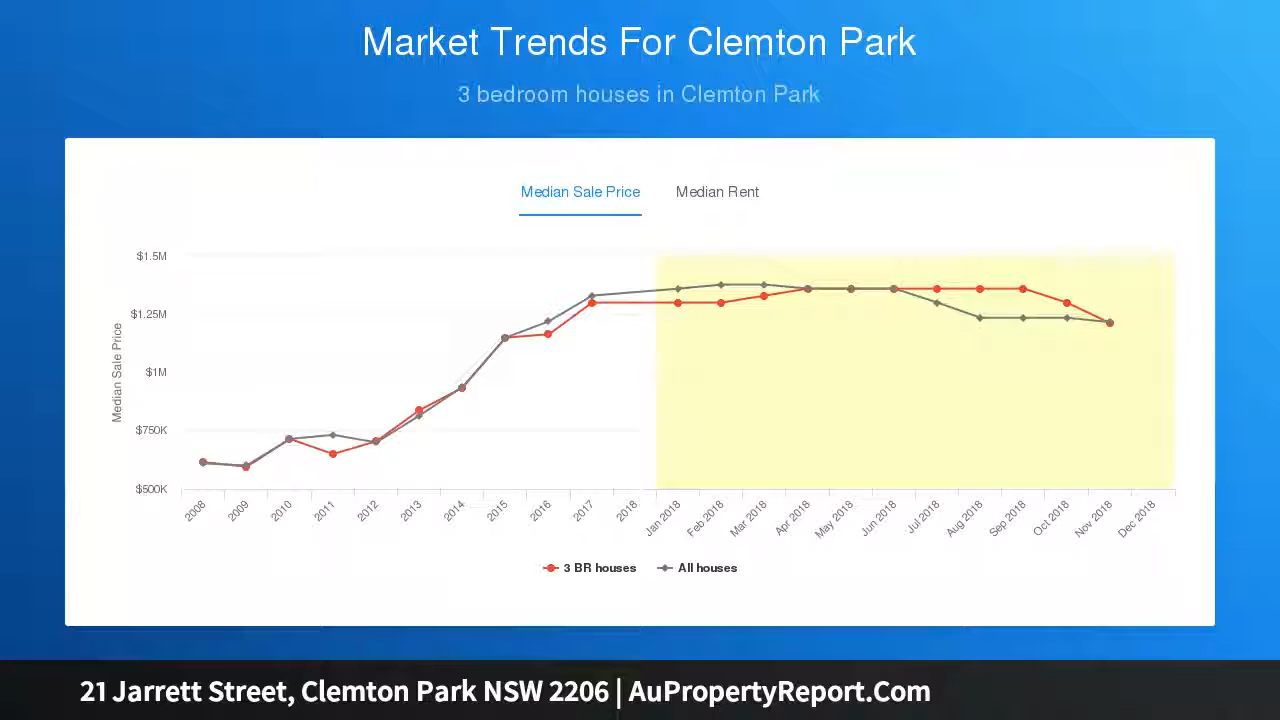 Market Trends For Clemton Park
3 bedroom houses in Clemton Park
Median Sale Price Median Rent
$1.5M
$1.25M
$1M
$750K
$500K
Median Sale Price
2008 2009 2010 2011 2012 2013 2014 2015 2016 2017 2018 Jan 2018 Feb 2018 Mar 2018 Apr 2018 May 2018 Jun 2018 Jul 2018 Aug 2018 Sep 2018 Oct 2018 Nov 2018 Dec 2018
3 BR houses All houses
21 Jarrett Street, Clemton Park NSW 2206 | AuPropertyReport.Com